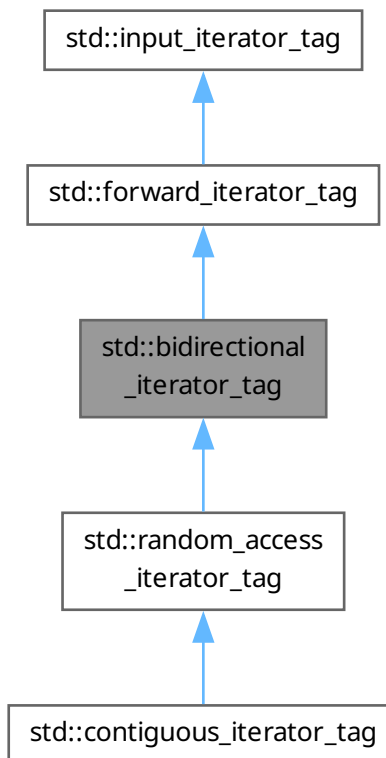 std::input_iterator_tag
std::forward_iterator_tag
std::bidirectional
_iterator_tag
std::random_access
_iterator_tag
std::contiguous_iterator_tag